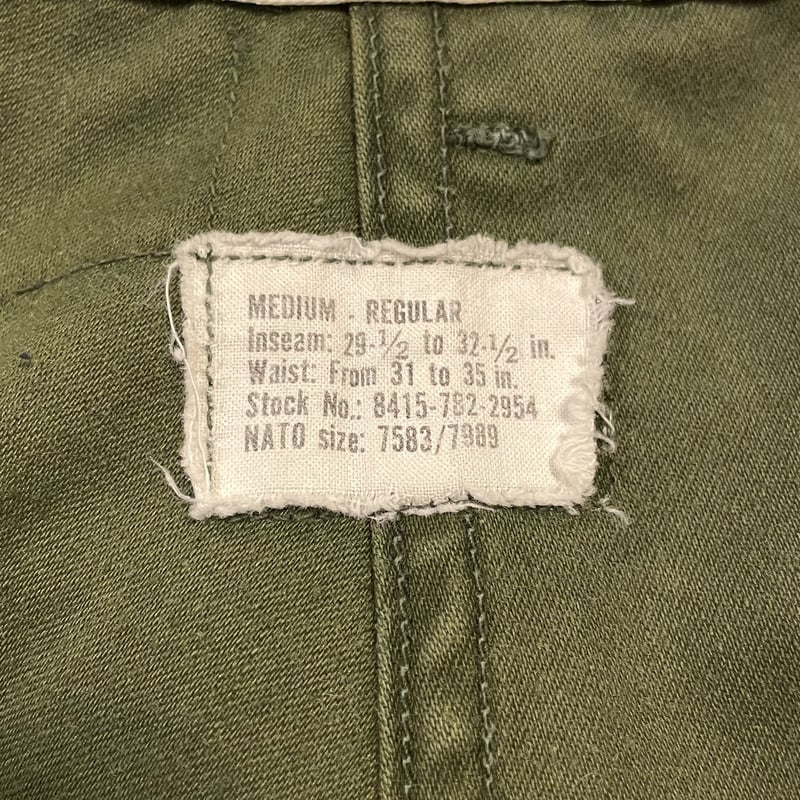 MEDIUM - REGULAR
Inseam: 29-1/2 to 32-1/2 in.
Waist: From 31 to 35 in.
Stock No.: 8415-782-2954
NATO size: 7583/7989